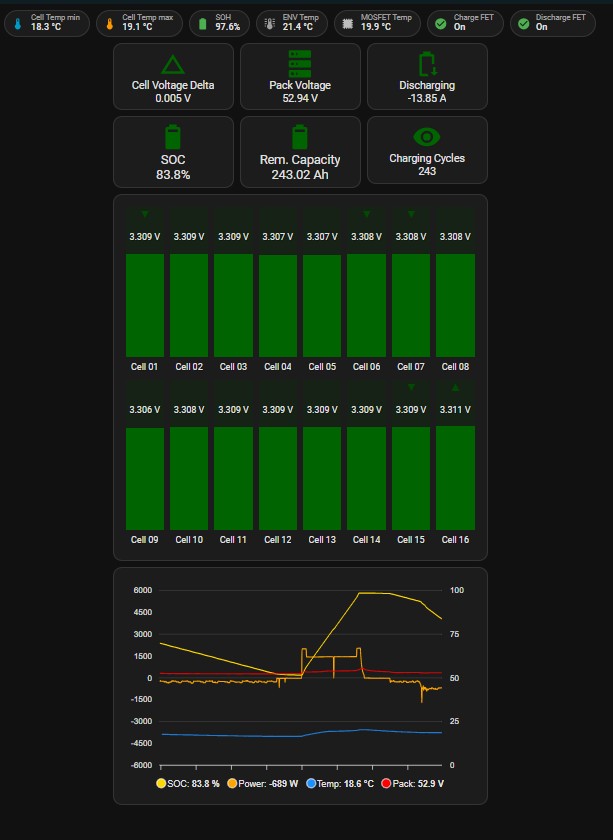 Cell Temp min
18.3 °C
Cell Temp max
19.1 °C
SOH
97.6%
ENV Temp
21.4 °C
MOSFET Temp
19.9 °C
Charge FET
On
Discharge FET
On
Cell Voltage Delta
0.005 V
Pack Voltage
52.94 V
Discharging
-13.85 A
SOC
83.8%
Rem. Capacity
243.02 Ah
Charging Cycles
243
3.309 V 3.309 V 3.309 V 3.307 V 3.307 V 3.308 V 3.308 V 3.308 V
Cell 01 Cell 02 Cell 03 Cell 04 Cell 05 Cell 06 Cell 07 Cell 08
3.306 V 3.308 V 3.309 V 3.309 V 3.309 V 3.309 V 3.309 V 3.311 V
Cell 09 Cell 10 Cell 11 Cell 12 Cell 13 Cell 14 Cell 15 Cell 16
6000 100
4500
3000 75
1500
0 50
-1500
-3000 25
-4500
-6000 0
SOC: 83.8 % Power: -689 W Temp: 18.6 °C Pack: 52.9 V